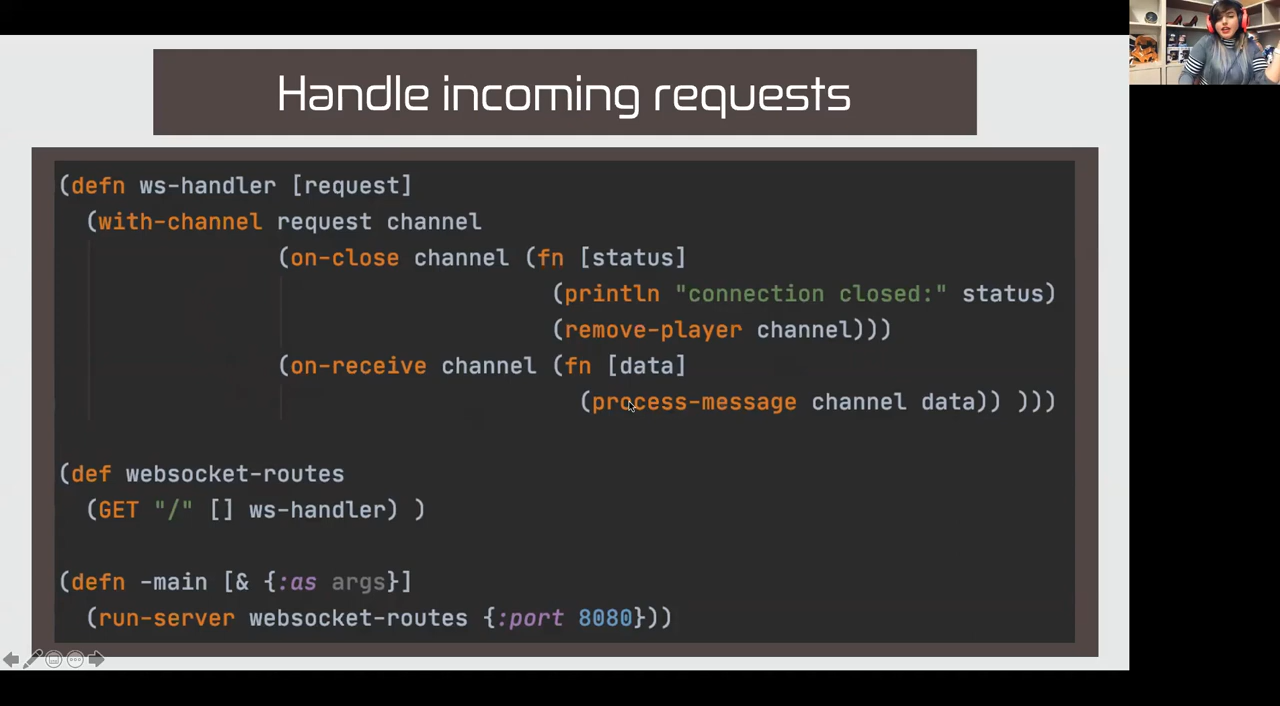 Handle incoming requests
(defn ws-handler [request]
  (with-channel request channel
                (on-close channel (fn [status]
                                    (println "connection closed:" status)
                                    (remove-player channel)))
                (on-receive channel (fn [data]
                                      (process-message channel data)) )))
(def websocket-routes
  (GET "/" [] ws-handler) )
(defn -main [& {:as args}]
  (run-server websocket-routes {:port 8080}))